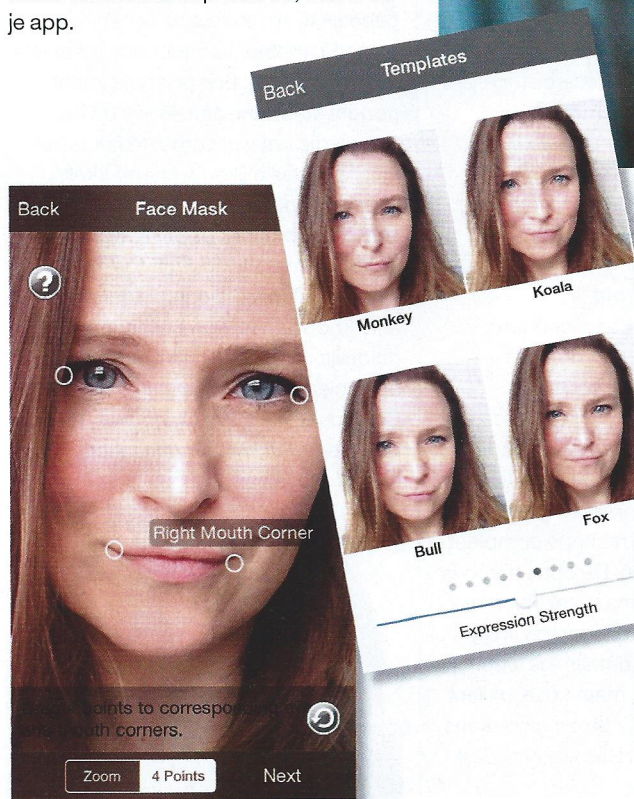 je app.
Back Templates
Monkey Koala
Bull Fox
Expression Strength
Back Face Mask
?
Right Mouth Corner
points to corresponding
mouth corners.
Zoom 4 Points Next